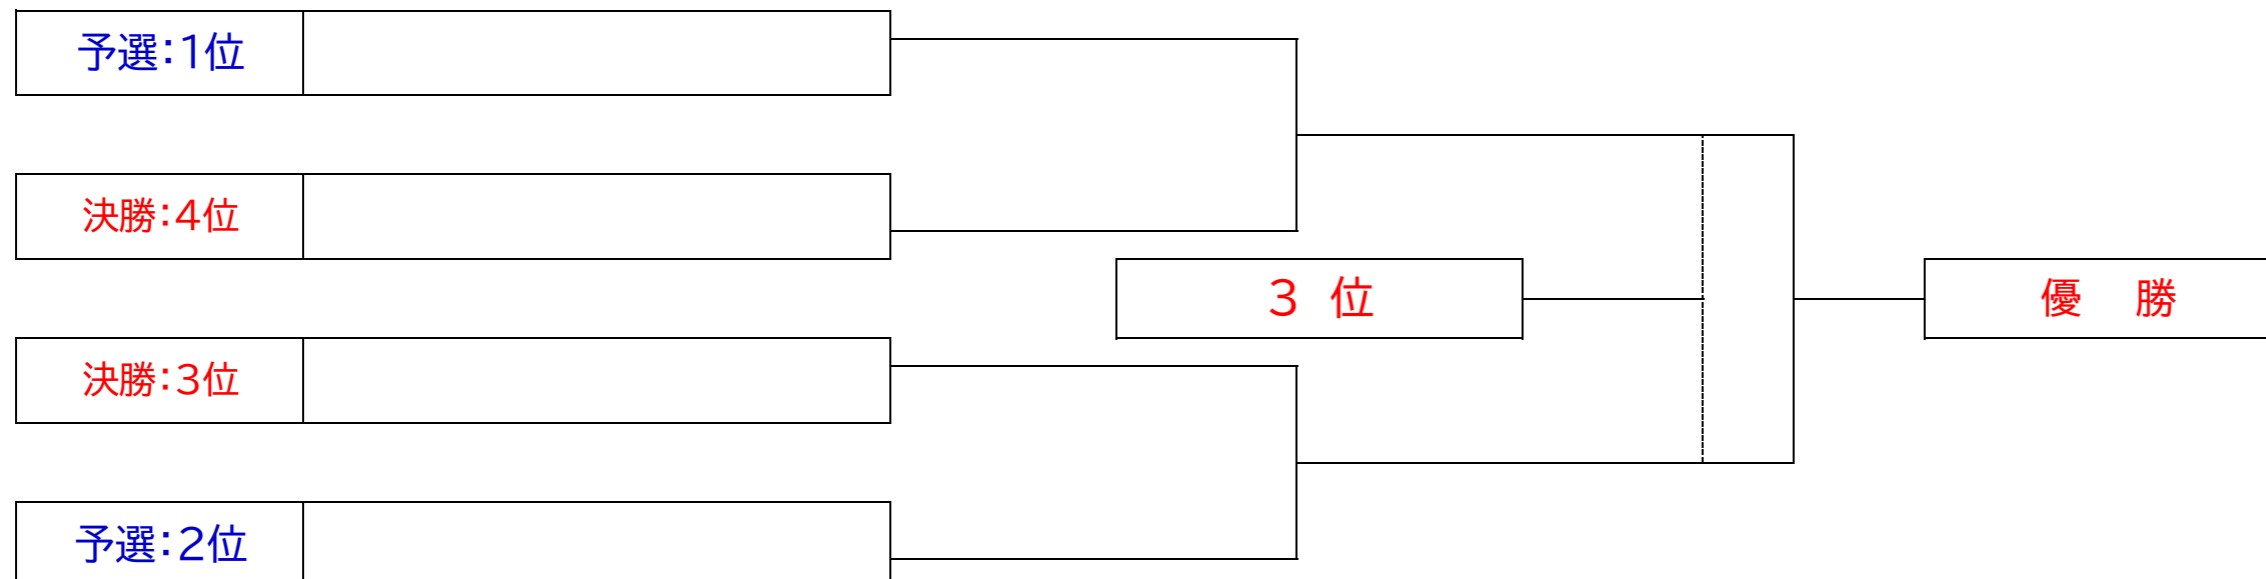 予選：1位
決勝：4位
3 位
優 勝
決勝：3位
予選：2位